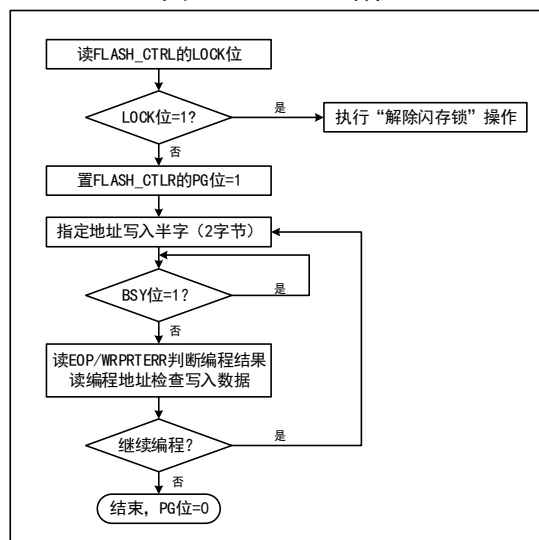 读FLASH_CTRL的LOCK位
LOCK位=1?
是
执行“解除闪存锁”操作
否
置FLASH_CTLR的PG位=1
指定地址写入半字（2字节）
BSY位=1?
是
否
读EOP/WRPRTERR判断编程结果
读编程地址检查写入数据
继续编程?
是
否
结束，PG位=0